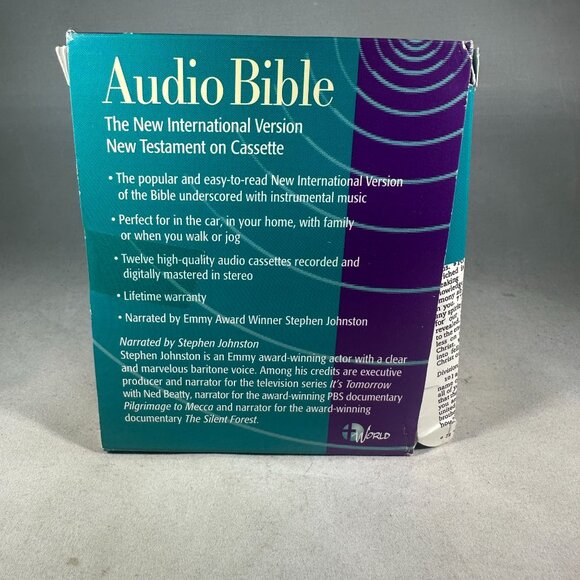 Audio Bible
The New International Version
New Testament on Cassette
• The popular and easy-to-read New International Version
of the Bible underscored with instrumental music
• Perfect for in the car, in your home, with family
or when you walk or jog
• Twelve high-quality audio cassettes recorded and
digitally mastered in stereo
• Lifetime warranty
• Narrated by Emmy Award Winner Stephen Johnston
Narrated by Stephen Johnston
Stephen Johnston is an Emmy award-winning actor with a clear
and marvelous baritone voice. Among his credits are executive
producer and narrator for the television series It's Tomorrow
with Ned Beatty, narrator for the award-winning PBS documentary
Pilgrimage to Mecca and narrator for the award-winning
documentary The Silent Forest.
WORLD